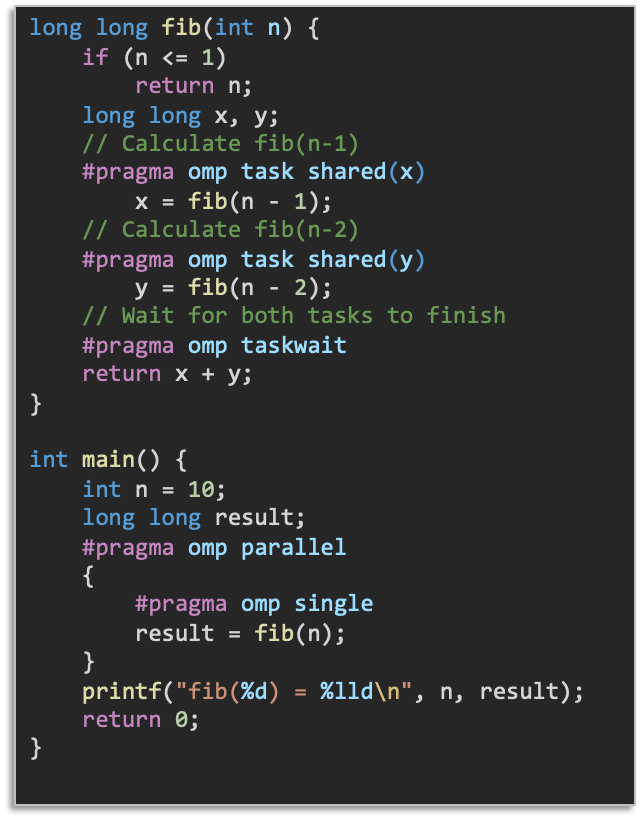 long long fib(int n) {
    if (n <= 1)
        return n;
    long long x, y;
    // Calculate fib(n-1)
    #pragma omp task shared(x)
        x = fib(n - 1);
    // Calculate fib(n-2)
    #pragma omp task shared(y)
        y = fib(n - 2);
    // Wait for both tasks to finish
    #pragma omp taskwait
    return x + y;
}

int main() {
    int n = 10;
    long long result;
    #pragma omp parallel
    {
        #pragma omp single
        result = fib(n);
    }
    printf("fib(%d) = %lld\n", n, result);
    return 0;
}